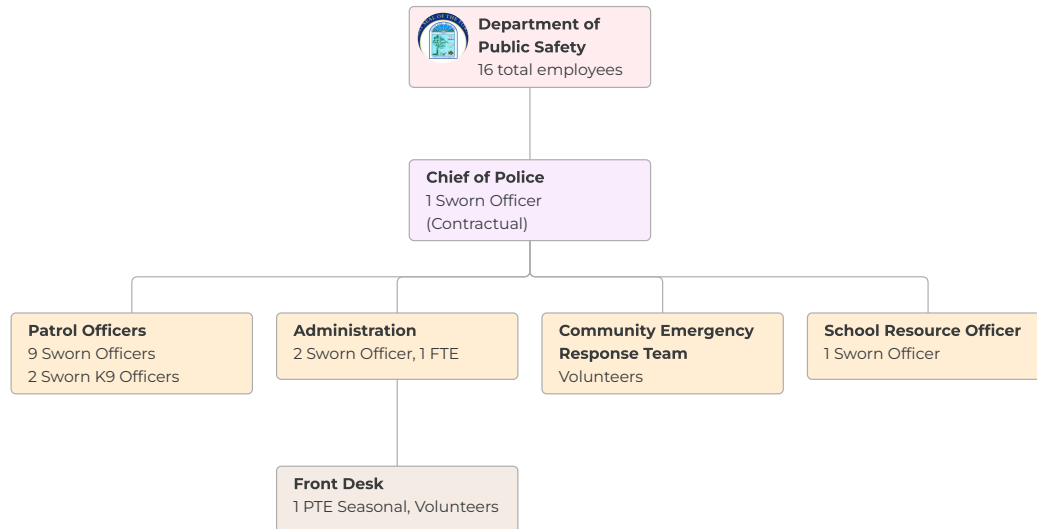 Department of
Public Safety
16 total employees
Chief of Police
1 Sworn Officer
(Contractual)
Patrol Officers
9 Sworn Officers
2 Sworn K9 Officers
Administration
2 Sworn Officer, 1 FTE
Community Emergency
Response Team
Volunteers
School Resource Officer
1 Sworn Officer
Front Desk
1 PTE Seasonal, Volunteers